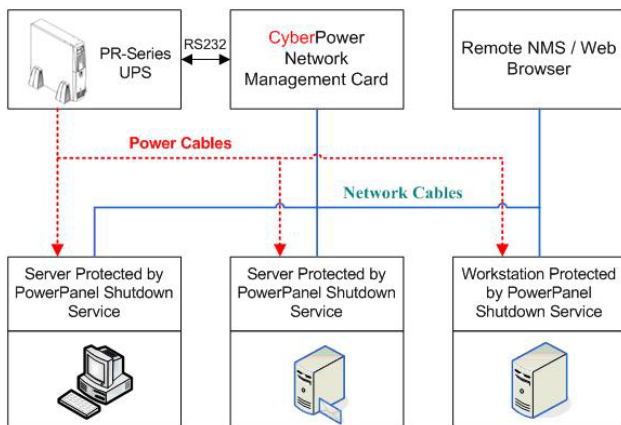 PR-Series
UPS
RS232
CyberPower
Network
Management Card
Remote NMS / Web
Browser
Power Cables
Network Cables
Server Protected by
PowerPanel Shutdown
Service
Server Protected by
PowerPanel Shutdown
Service
Workstation Protected
by PowerPanel
Shutdown Service